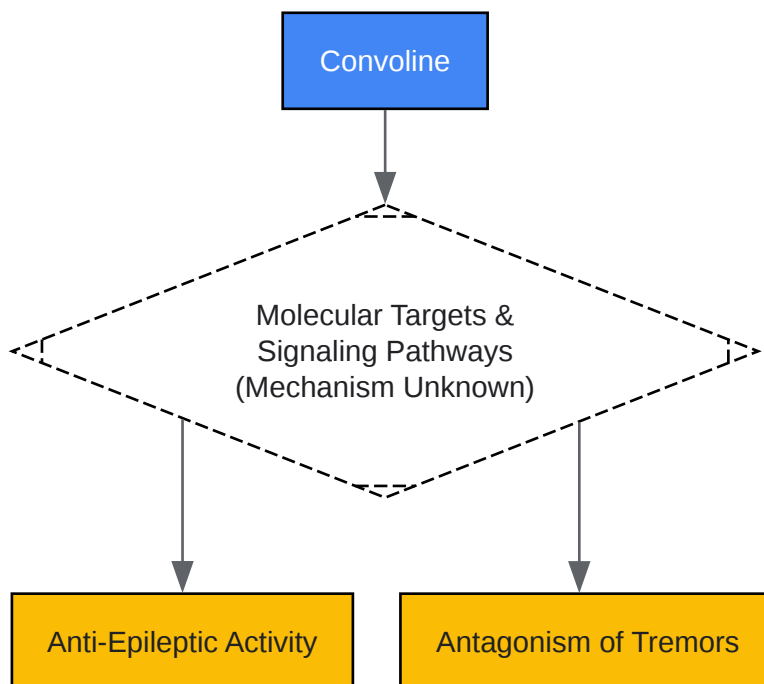 Convoline
Molecular Targets &
Signaling Pathways
(Mechanism Unknown)
Anti-Epileptic Activity
Antagonism of Tremors